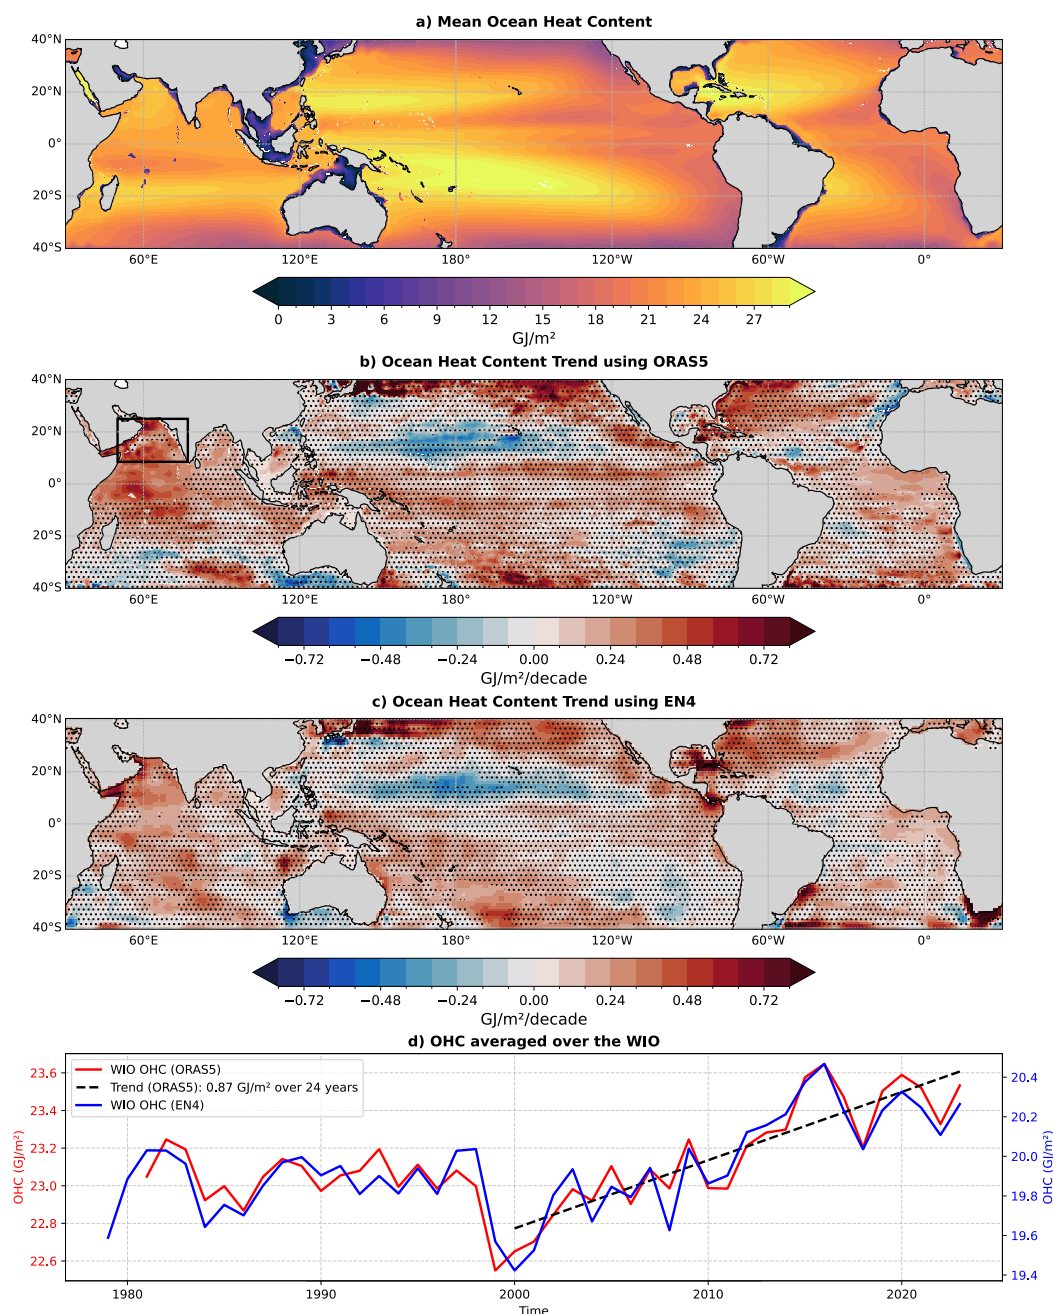 a) Mean Ocean Heat Content
40°N
20°N
0°
20°S
40°S
60°E 120°E 180° 120°W 60°W 0°
0 3 6 9 12 15 18 21 24 27
GJ/m²
b) Ocean Heat Content Trend using ORAS5
40°N
20°N
0°
20°S
40°S
60°E 120°E 180° 120°W 60°W 0°
−0.72 −0.48 −0.24 0.00 0.24 0.48 0.72
GJ/m²/decade
c) Ocean Heat Content Trend using EN4
40°N
20°N
0°
20°S
40°S
60°E 120°E 180° 120°W 60°W 0°
−0.72 −0.48 −0.24 0.00 0.24 0.48 0.72
GJ/m²/decade
d) OHC averaged over the WIO
WIO OHC (ORAS5)
Trend (ORAS5): 0.87 GJ/m² over 24 years
WIO OHC (EN4)
OHC (GJ/m²)
23.6
23.4
23.2
23.0
22.8
22.6
20.4
20.2
20.0
19.8
19.6
19.4
OHC (GJ/m²)
1980 1990 2000 2010 2020
Time